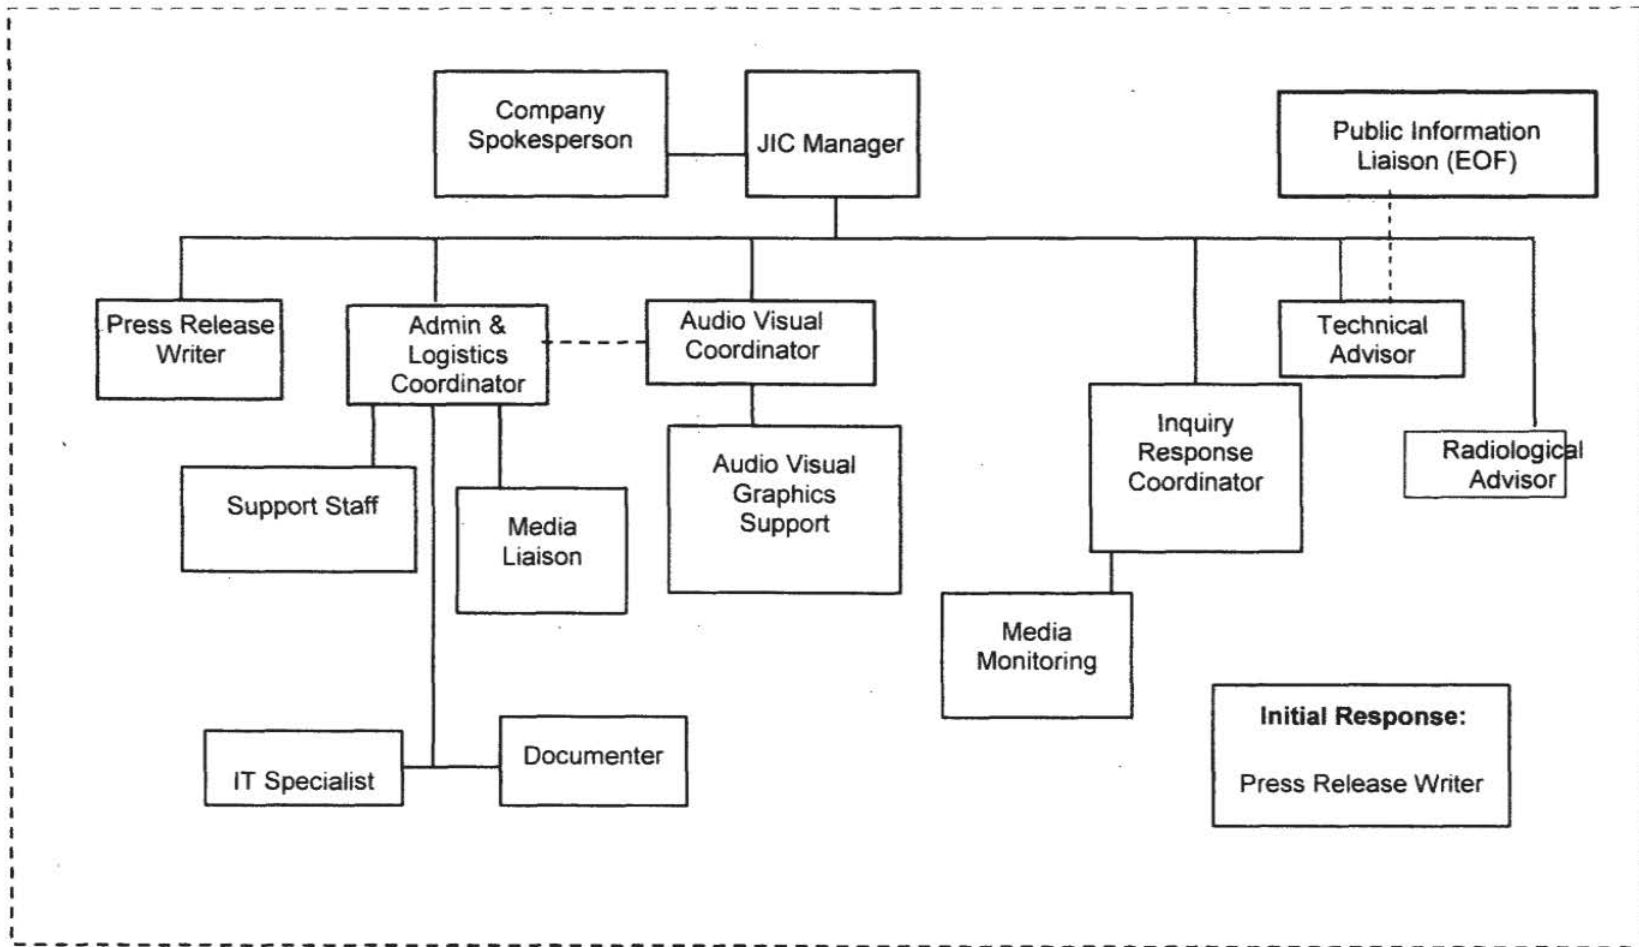 Company
Spokesperson
JIC Manager
Public Information
Liaison (EOF)
Press Release
Writer
Admin &
Logistics
Coordinator
Audio Visual
Coordinator
Technical
Advisor
Inquiry
Response
Coordinator
Radiological
Advisor
Support Staff
Media
Liaison
Audio Visual
Graphics
Support
Media
Monitoring
IT Specialist
Documenter
Initial Response:
Press Release Writer